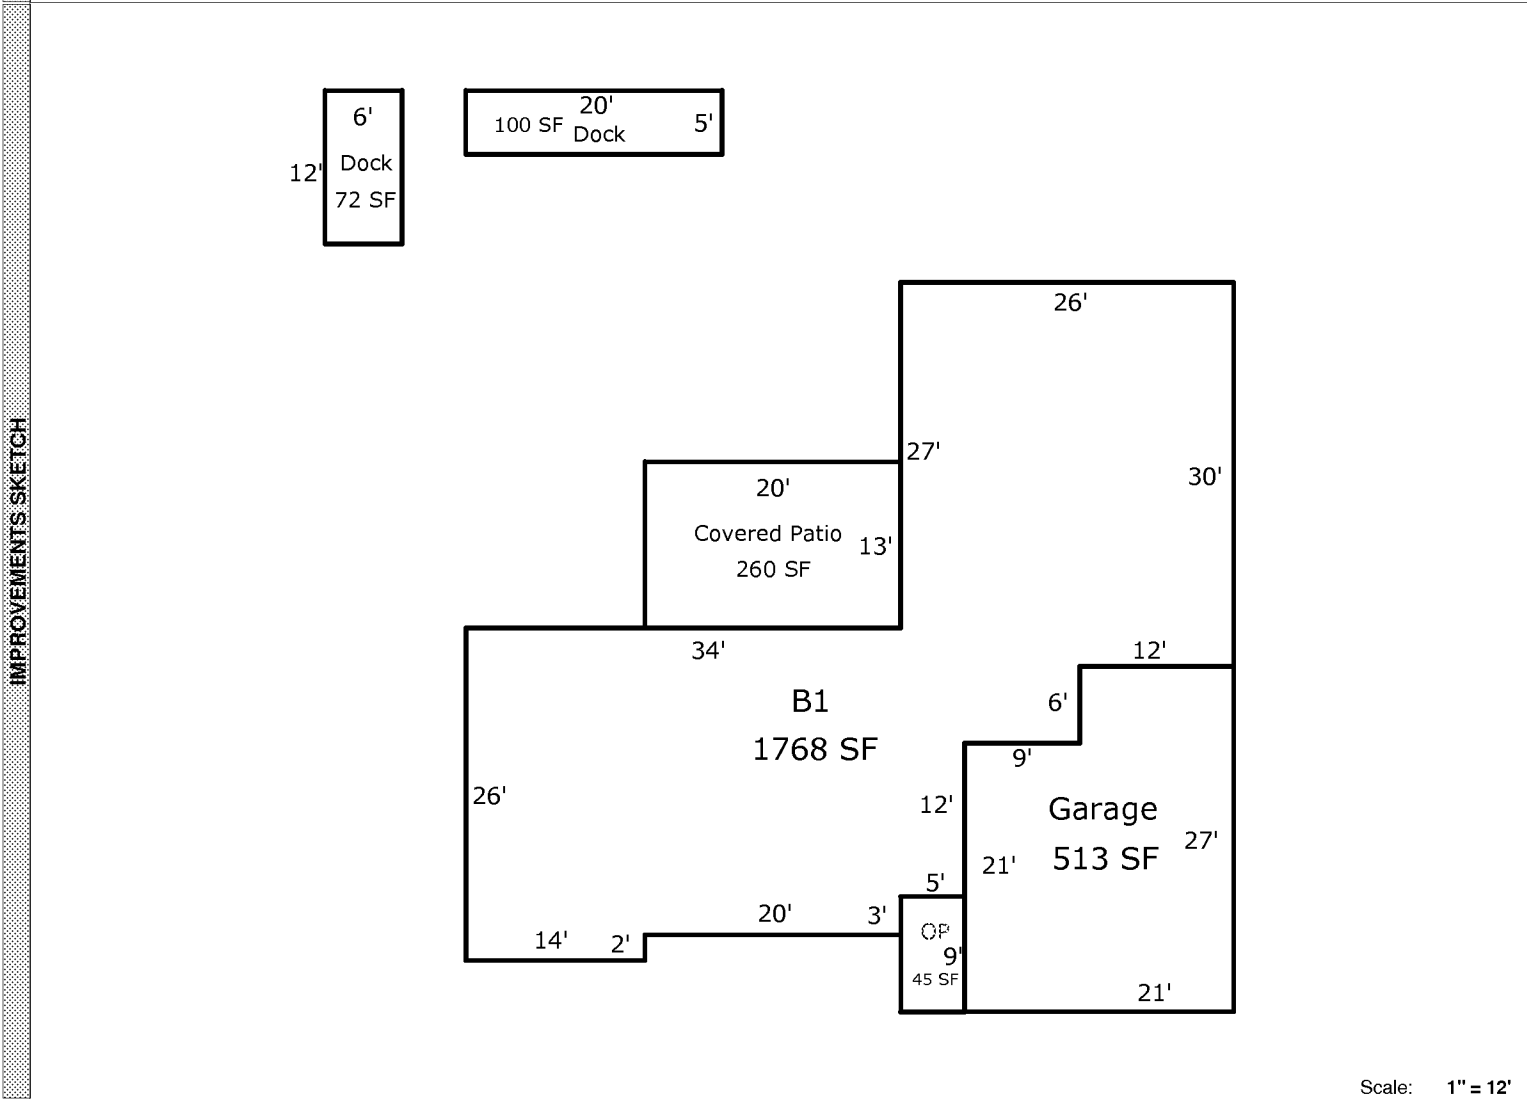 IMPROVEMENTS SKETCH
6'
12'
Dock
72 SF
20'
100 SF
Dock
5'
26'
27'
30'
20'
Covered Patio
13'
260 SF
34'
12'
6'
B1
1768 SF
9'
26'
12'
Garage
513 SF
27'
21'
5'
20'
3'
14'
2'
OP
9'
45 SF
21'
Scale: 1" = 12'